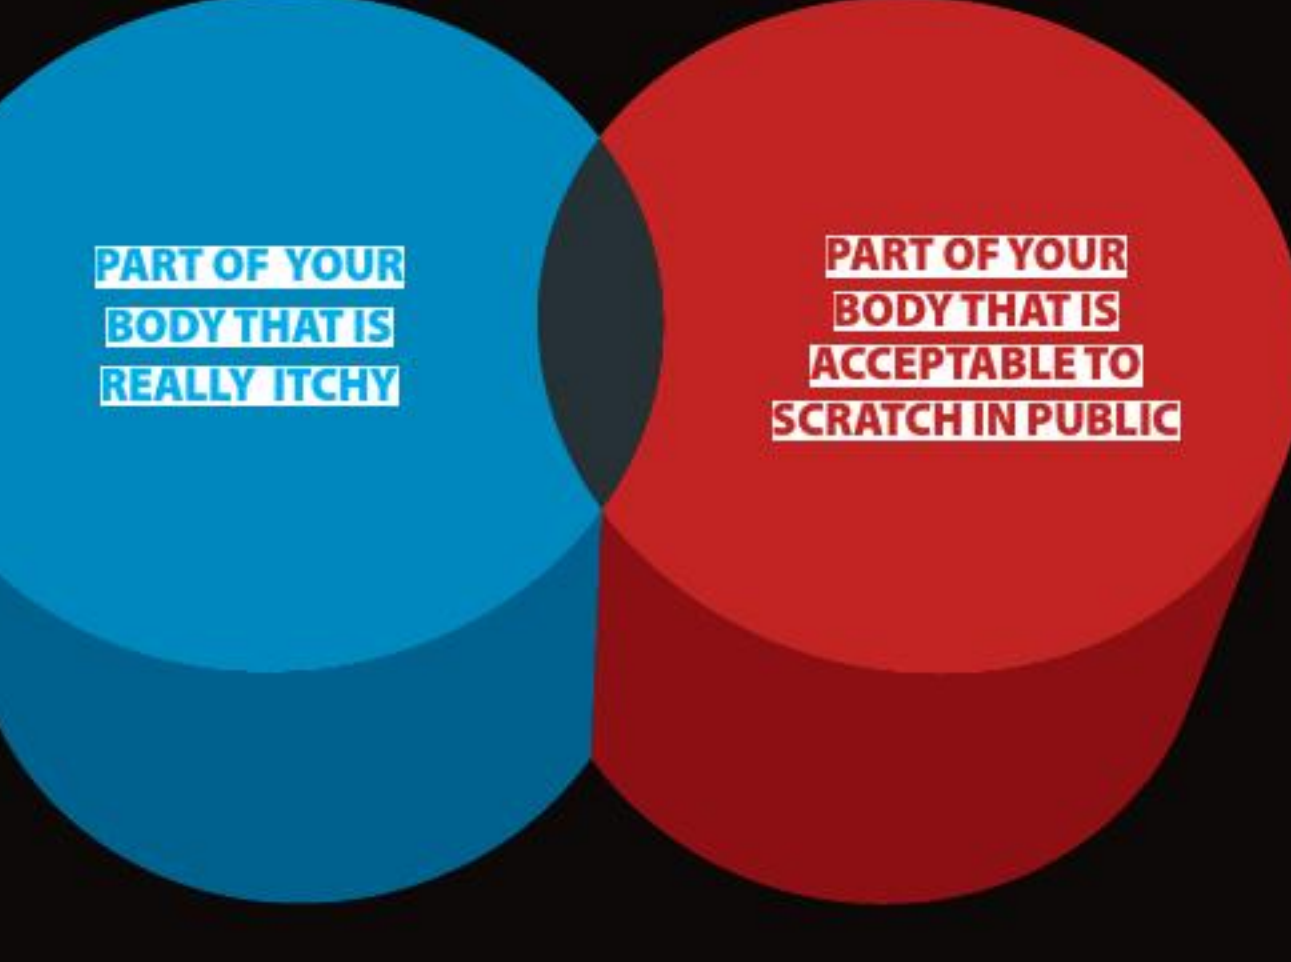 PART OF YOUR
BODY THAT IS
REALLY ITCHY
PART OF YOUR
BODY THAT IS
ACCEPTABLE TO
SCRATCH IN PUBLIC